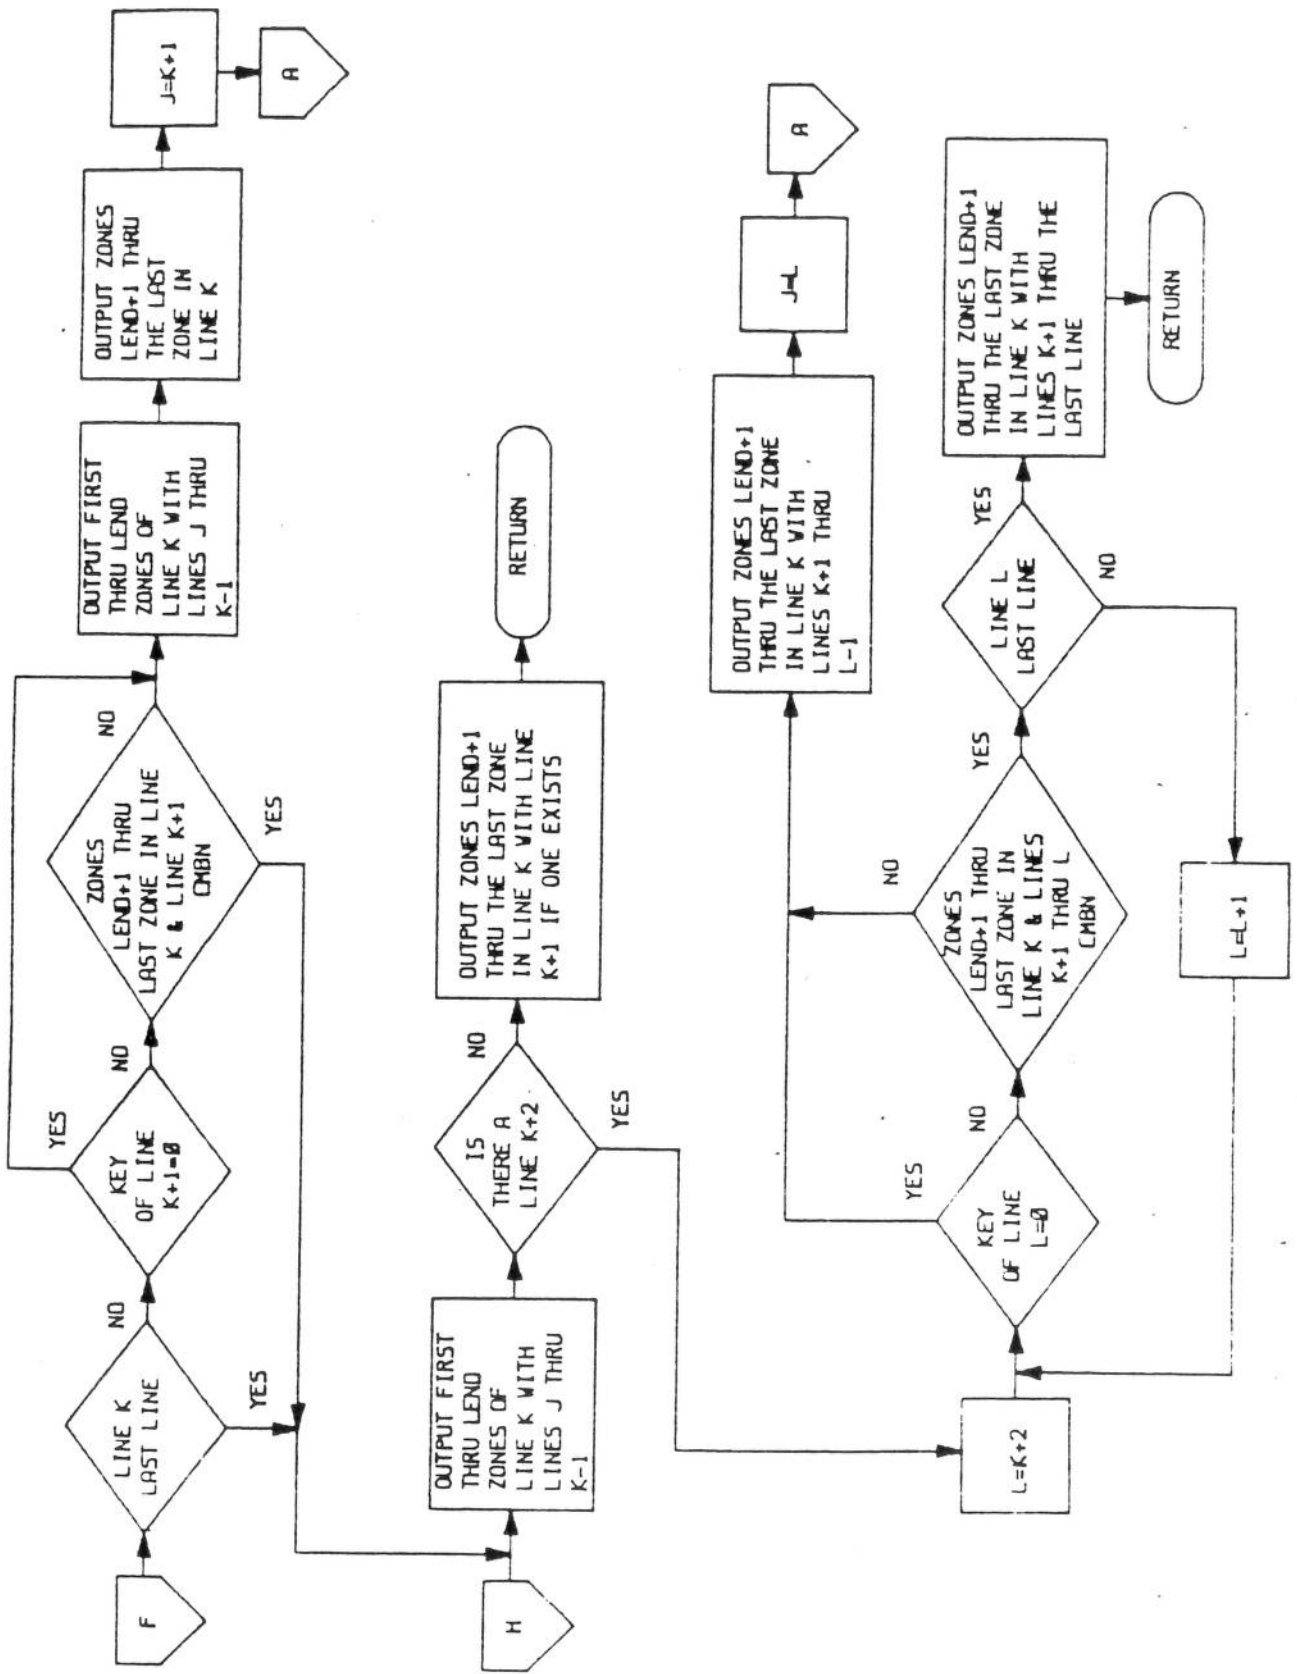 F
LINE K
LAST LINE
NO
YES
KEY
OF LINE
K+1=0
YES
NO
ZONES
LEND+1 THRU
LAST ZONE IN LINE
K & LINE K+1
CMBN
NO
YES
OUTPUT FIRST
THRU LEND
ZONES OF
LINE K WITH
LINES J THRU
K-1
OUTPUT ZONES
LEND+1 THRU
THE LAST
ZONE IN
LINE K
J=K+1
A
H
OUTPUT FIRST
THRU LEND
ZONES OF
LINE K WITH
LINES J THRU
K-1
IS
THERE A
LINE K+2
NO
YES
OUTPUT ZONES LEND+1
THRU THE LAST ZONE
IN LINE K WITH LINE
K+1 IF ONE EXISTS
RETURN
L=K+2
KEY
OF LINE
L=0
YES
NO
ZONES
LEND+1 THRU
LAST ZONE IN
LINE K & LINES
K+1 THRU L
CMBN
NO
YES
OUTPUT ZONES LEND+1
THRU THE LAST ZONE
IN LINE K WITH
LINES K+1 THRU
L-1
J=L
A
LINE L
LAST LINE
YES
NO
L=L+1
OUTPUT ZONES LEND+1
THRU THE LAST ZONE
IN LINE K WITH
LINES K+1 THRU THE
LAST LINE
RETURN